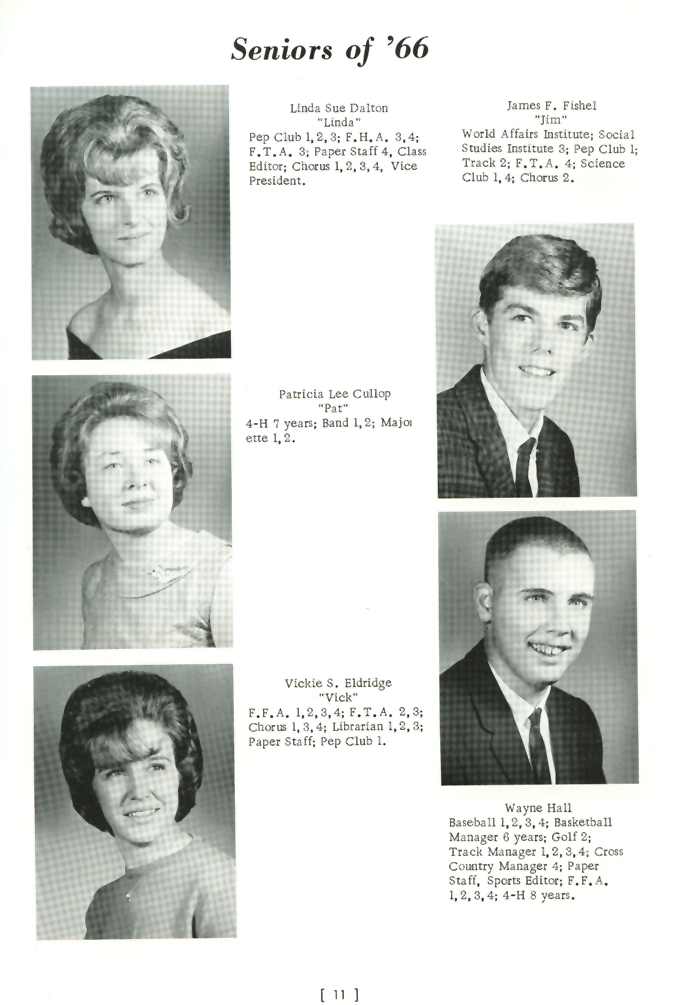 Seniors of '66
Linda Sue Dalton
"Linda"
Pep Club 1, 2, 3; F.H.A. 3,4;
F.T.A. 3; Paper Staff 4, Class
Editor; Chorus 1, 2, 3, 4, Vice
President.
James F. Fishel
"Jim"
World Affairs Institute; Social
Studies Institute 3; Pep Club 1;
Track 2; F.T.A. 4; Science
Club 1, 4; Chorus 2.
Patricia Lee Cullop
"Pat"
4-H 7 years; Band 1, 2; Major
ette 1, 2.
Vickie S. Eldridge
"Vick"
F.F.A. 1, 2, 3, 4; F.T.A. 2, 3;
Chorus 1, 3, 4; Librarian 1, 2, 3;
Paper Staff; Pep Club 1.
Wayne Hall
Baseball 1, 2, 3, 4; Basketball
Manager 6 years; Golf 2;
Track Manager 1, 2, 3, 4; Cross
Country Manager 4; Paper
Staff, Sports Editor; F.F.A.
1, 2, 3, 4; 4-H 8 years.
[ 11 ]